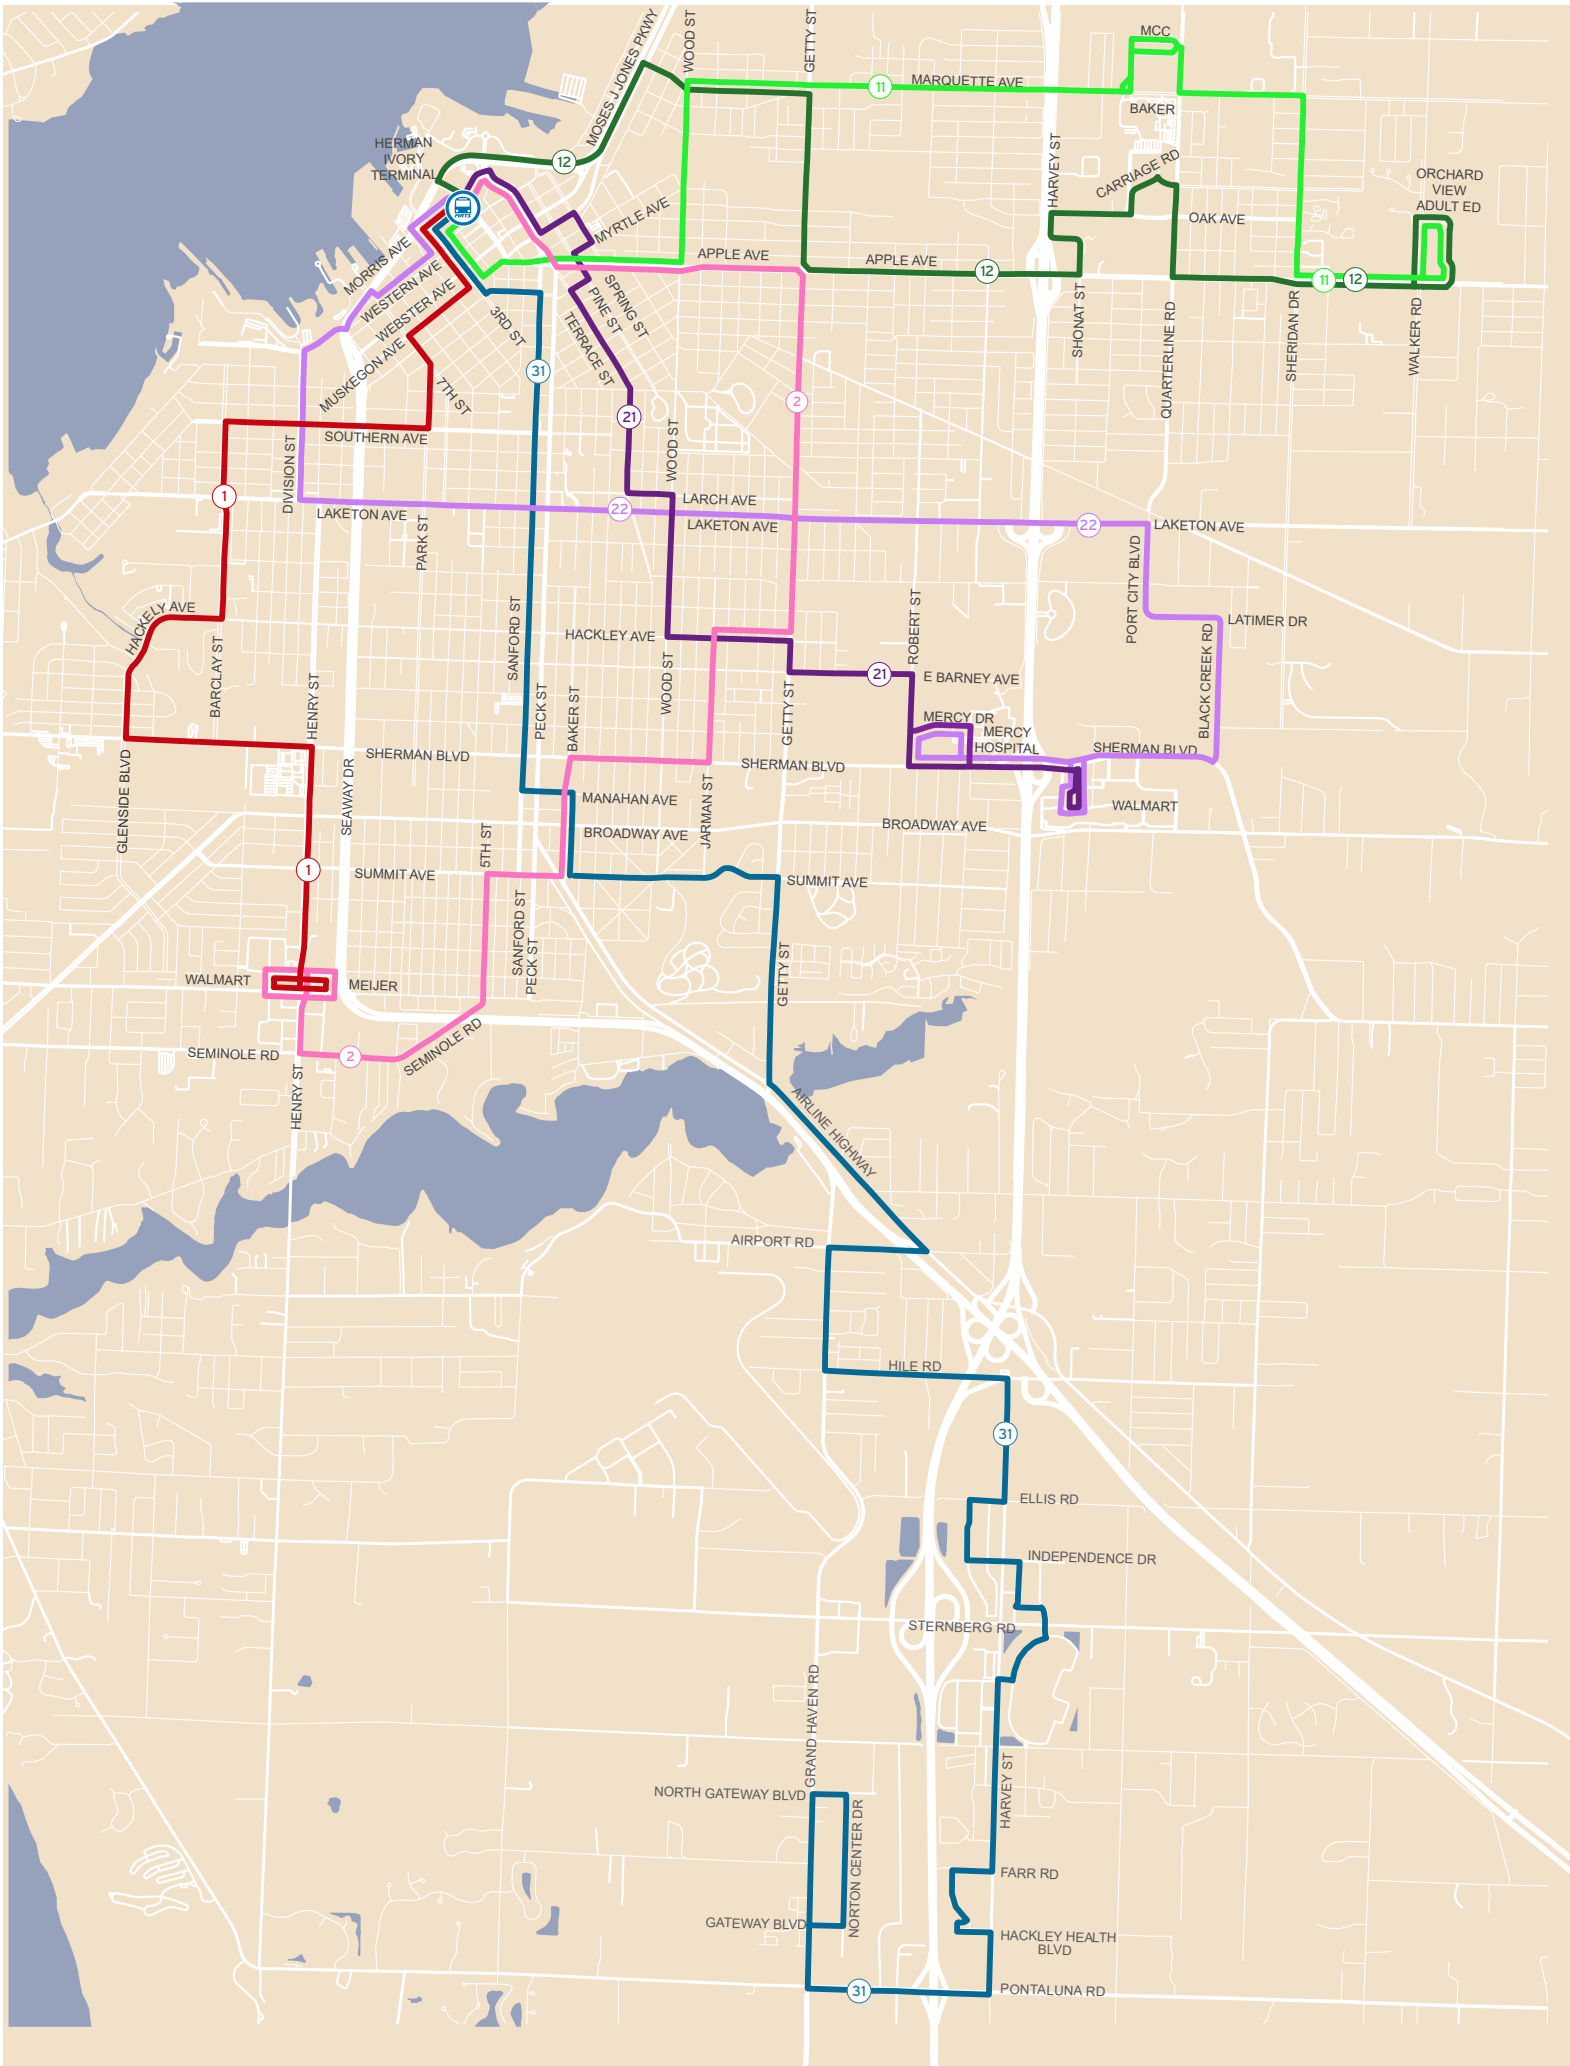 MCC
MARQUETTE AVE
11
BAKER
WOOD ST
GETTY ST
MOSES J JONES PKWY
HERMAN
IVORY
TERMINAL
12
MATS
HARVEY ST
CARRIAGE RD
ORCHARD
VIEW
ADULT ED
OAK AVE
MYRTLE AVE
MORRIS AVE
WESTERN AVE
WEBSTER AVE
MUSKEGON AVE
APPLE AVE
APPLE AVE
12
11
12
3RD ST
SPRING ST
PINE ST
TERRACE ST
SHONAT ST
QUARTERLINE RD
SHERIDAN DR
WALKER RD
31
7TH ST
2
21
SOUTHERN AVE
DIVISION ST
WOOD ST
1
LARCH AVE
LAKETON AVE
22
LAKETON AVE
22
LAKETON AVE
PARK ST
PORT CITY BLVD
HACKELY AVE
BARCLAY ST
HENRY ST
SANFORD ST
HACKLEY AVE
ROBERT ST
LATIMER DR
BLACK CREEK RD
WOOD ST
PECK ST
BAKER ST
GETTY ST
21
E BARNEY AVE
MERCY DR
MERCY
HOSPITAL
SHERMAN BLVD
SHERMAN BLVD
SHERMAN BLVD
GLENSIDE BLVD
SEAWAY DR
JARMAN ST
MANAHAN AVE
WALMART
BROADWAY AVE
BROADWAY AVE
5TH ST
1
SUMMIT AVE
SUMMIT AVE
SANFORD ST
PECK ST
GETTY ST
WALMART
MEIJER
SEMINOLE RD
2
SEMINOLE RD
HENRY ST
AIRLINE HIGHWAY
AIRPORT RD
HILE RD
31
ELLIS RD
INDEPENDENCE DR
STERNBERG RD
GRAND HAVEN RD
HARVEY ST
NORTH GATEWAY BLVD
NORTON CENTER DR
FARR RD
GATEWAY BLVD
HACKLEY HEALTH
BLVD
31
PONTALUNA RD